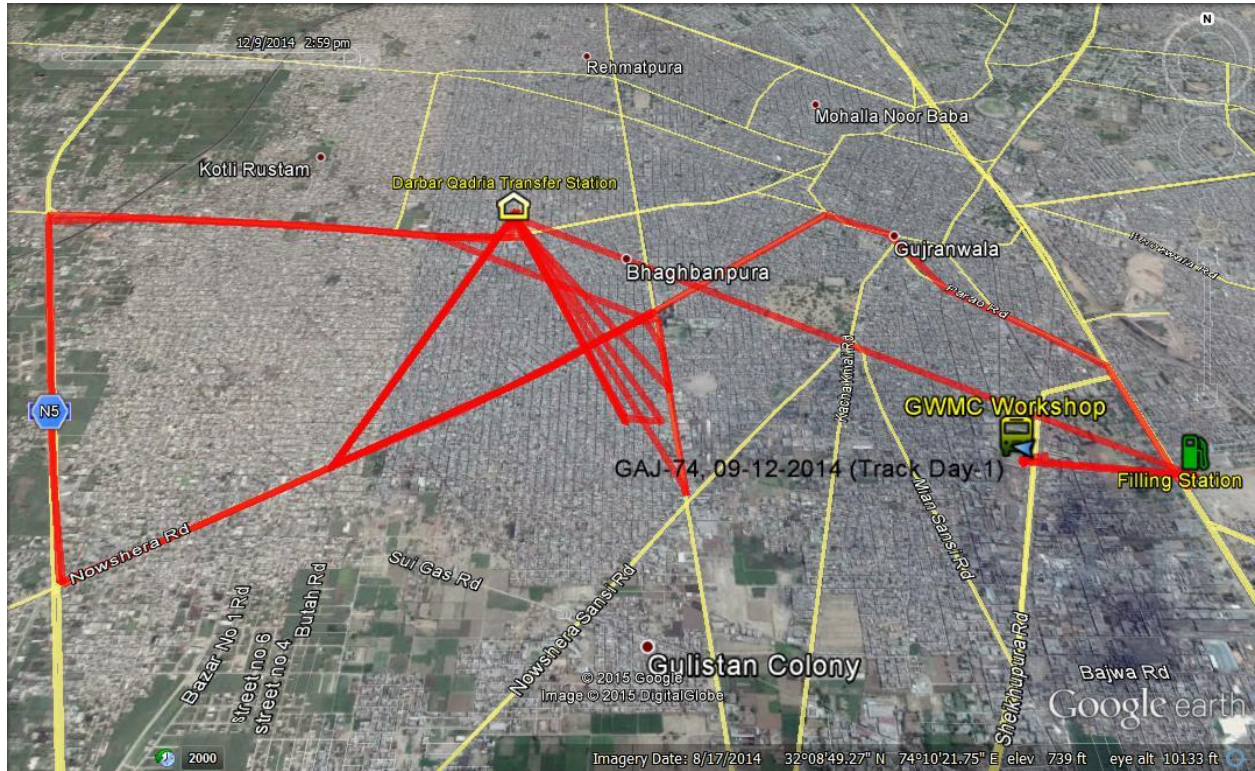 N
12/9/2014 2:59 pm
Rehmatpura
Mohalla Noor Baba
Kotli Rustam
Darbar Qadria Transfer Station
Gujranwala
Bhaghbanpura
Parao Rd
N5
Kacha Kmali Rd
GWMC Workshop
GAJ-74, 09-12-2014 (Track Day-1)
Filling Station
Mian Sansi Rd
Nowshera Rd
Sui Gas Rd
Butah Rd
Bazar No 1 Rd
street no 6
street no 4
Nowshera Sansi Rd
Sheikhupura Rd
Gulistan Colony
Bajwa Rd
© 2015 Google
Image © 2015 DigitalGlobe
Google earth
2000
Imagery Date: 8/17/2014 32°08'49.27" N 74°10'21.75" E elev 739 ft eye alt 10133 ft